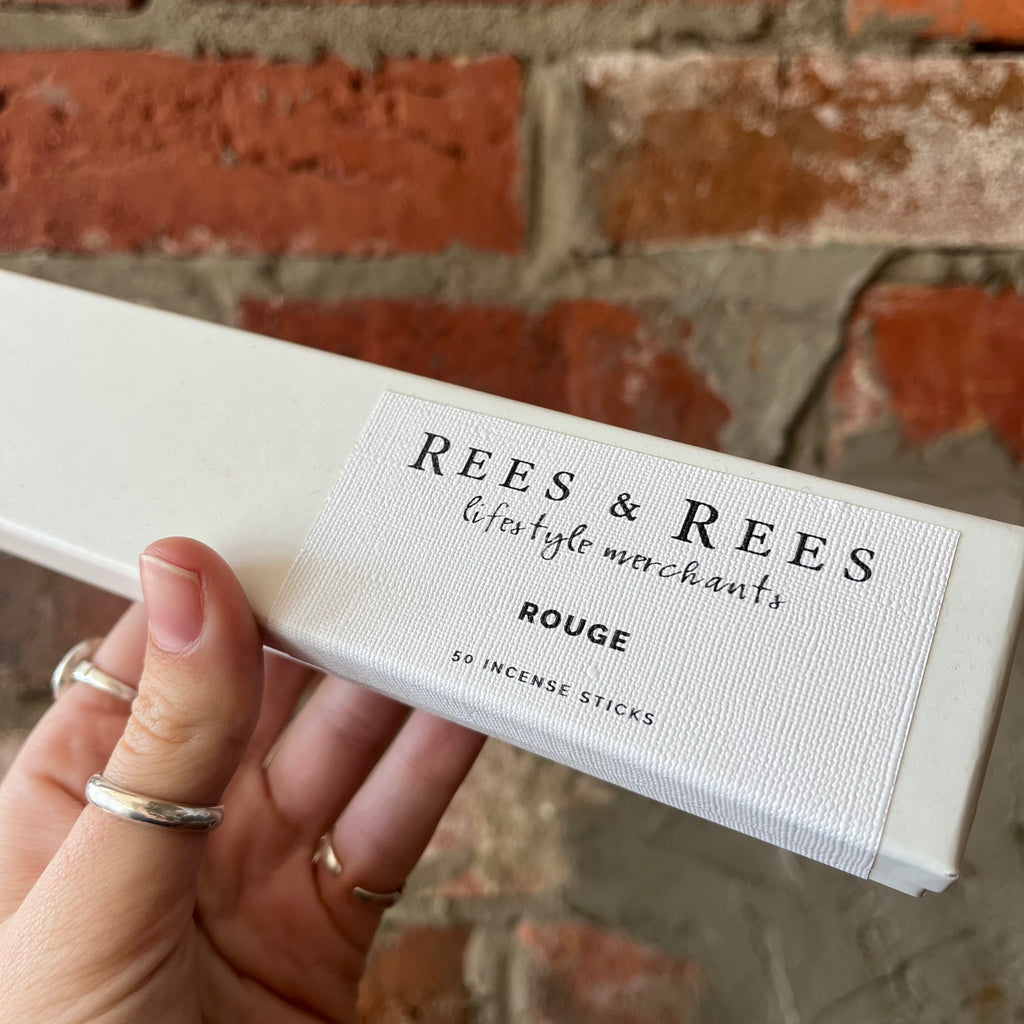 REES & REES
lifestyle merchants
ROUGE
50 INCENSE STICKS